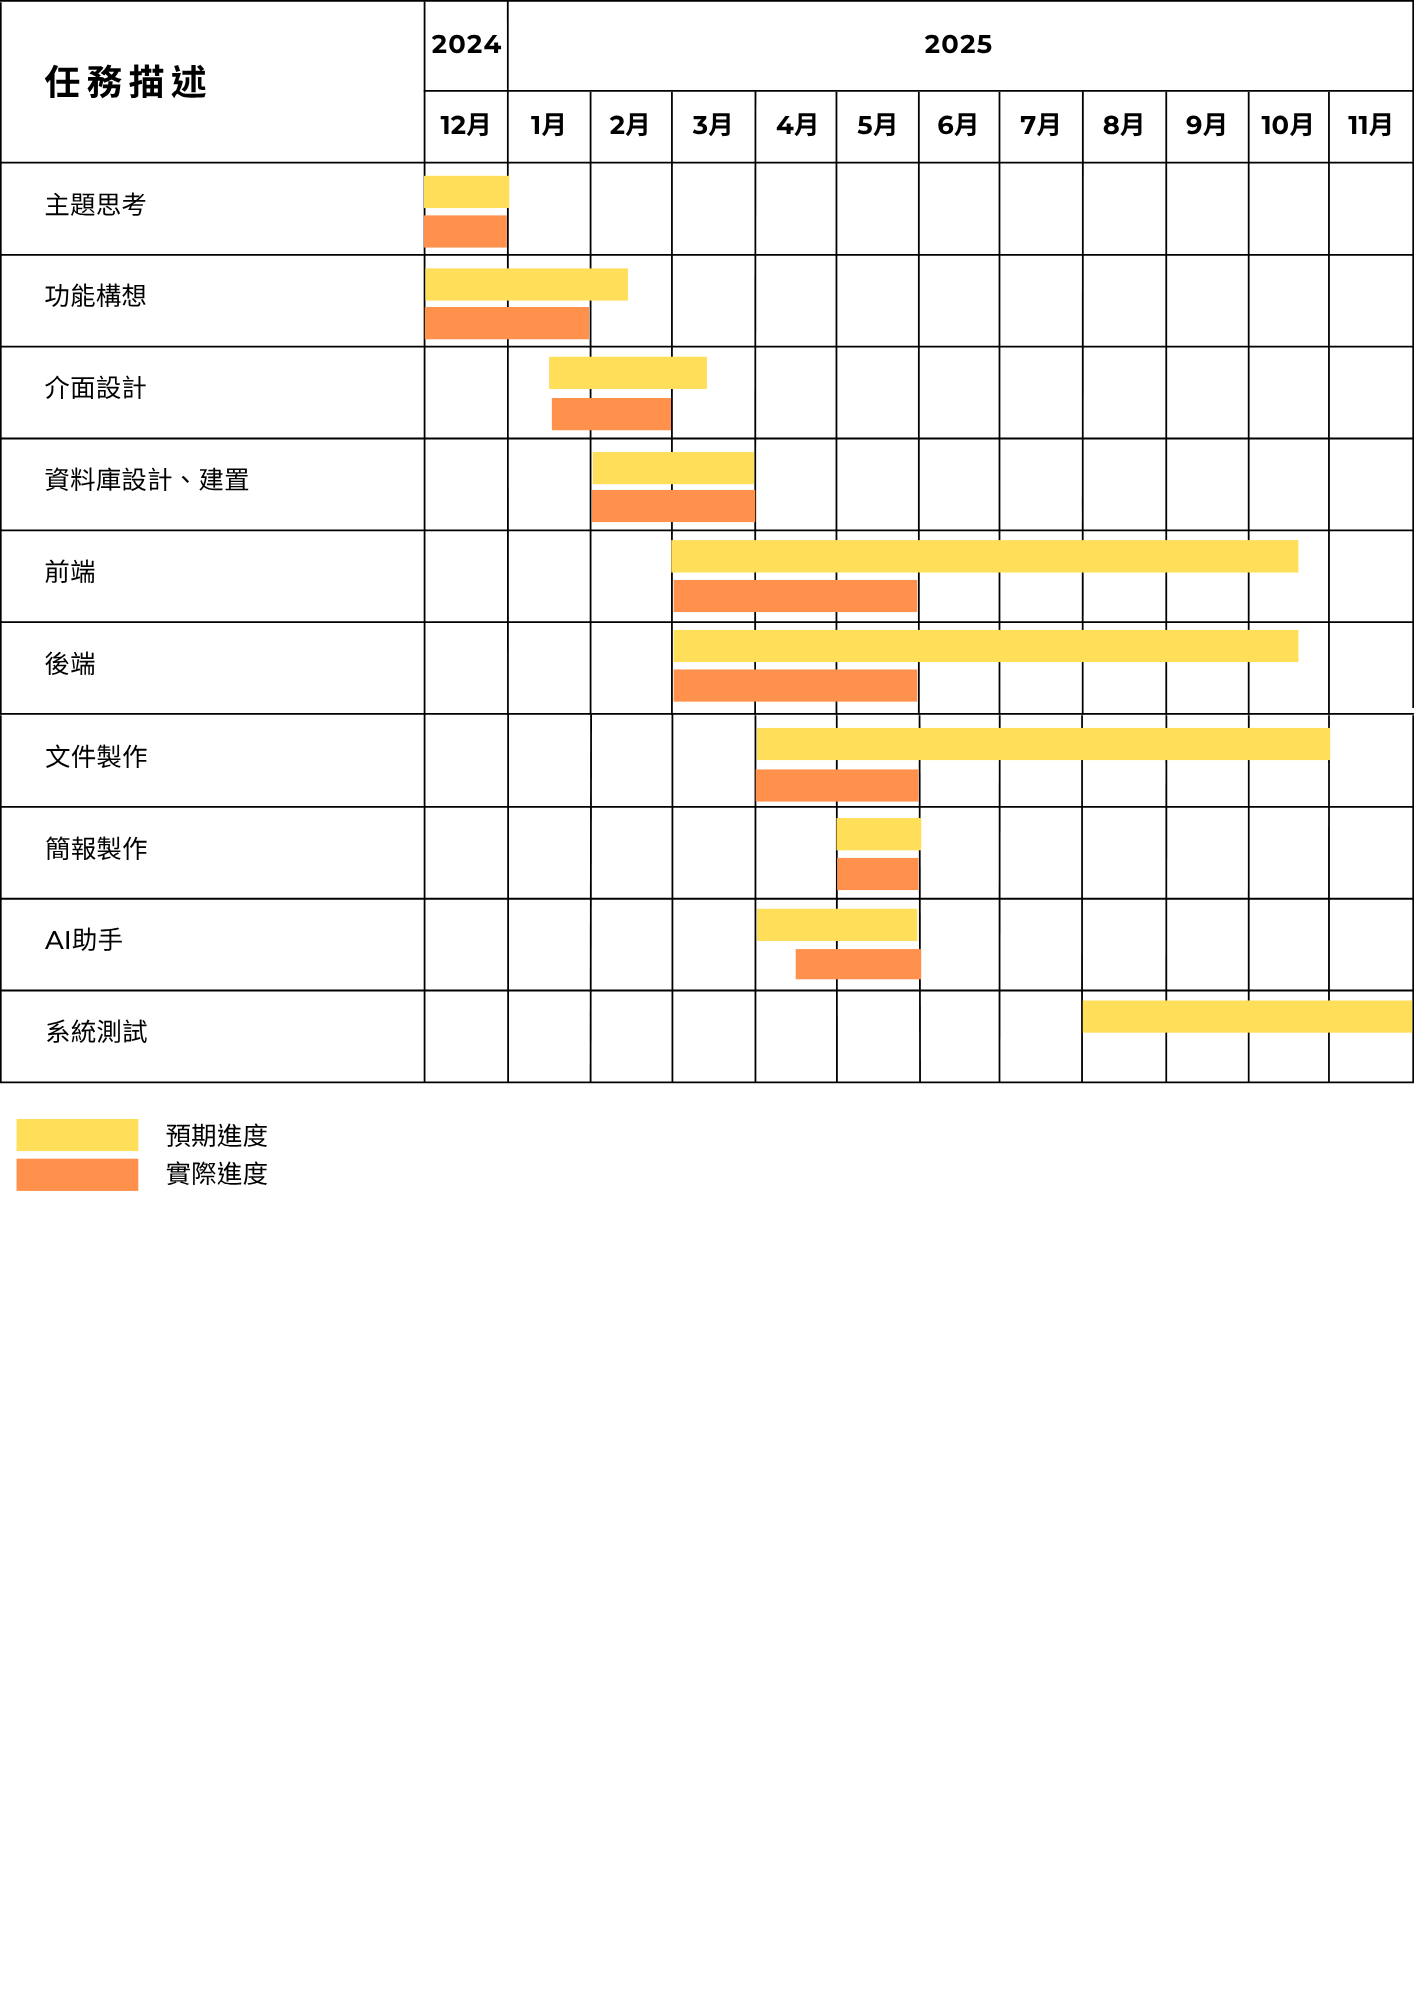 任務描述
2024
2025
12月 1月 2月 3月 4月 5月 6月 7月 8月 9月 10月 11月
主題思考
功能構想
介面設計
資料庫設計、建置
前端
後端
文件製作
簡報製作
AI助手
系統測試
預期進度
實際進度